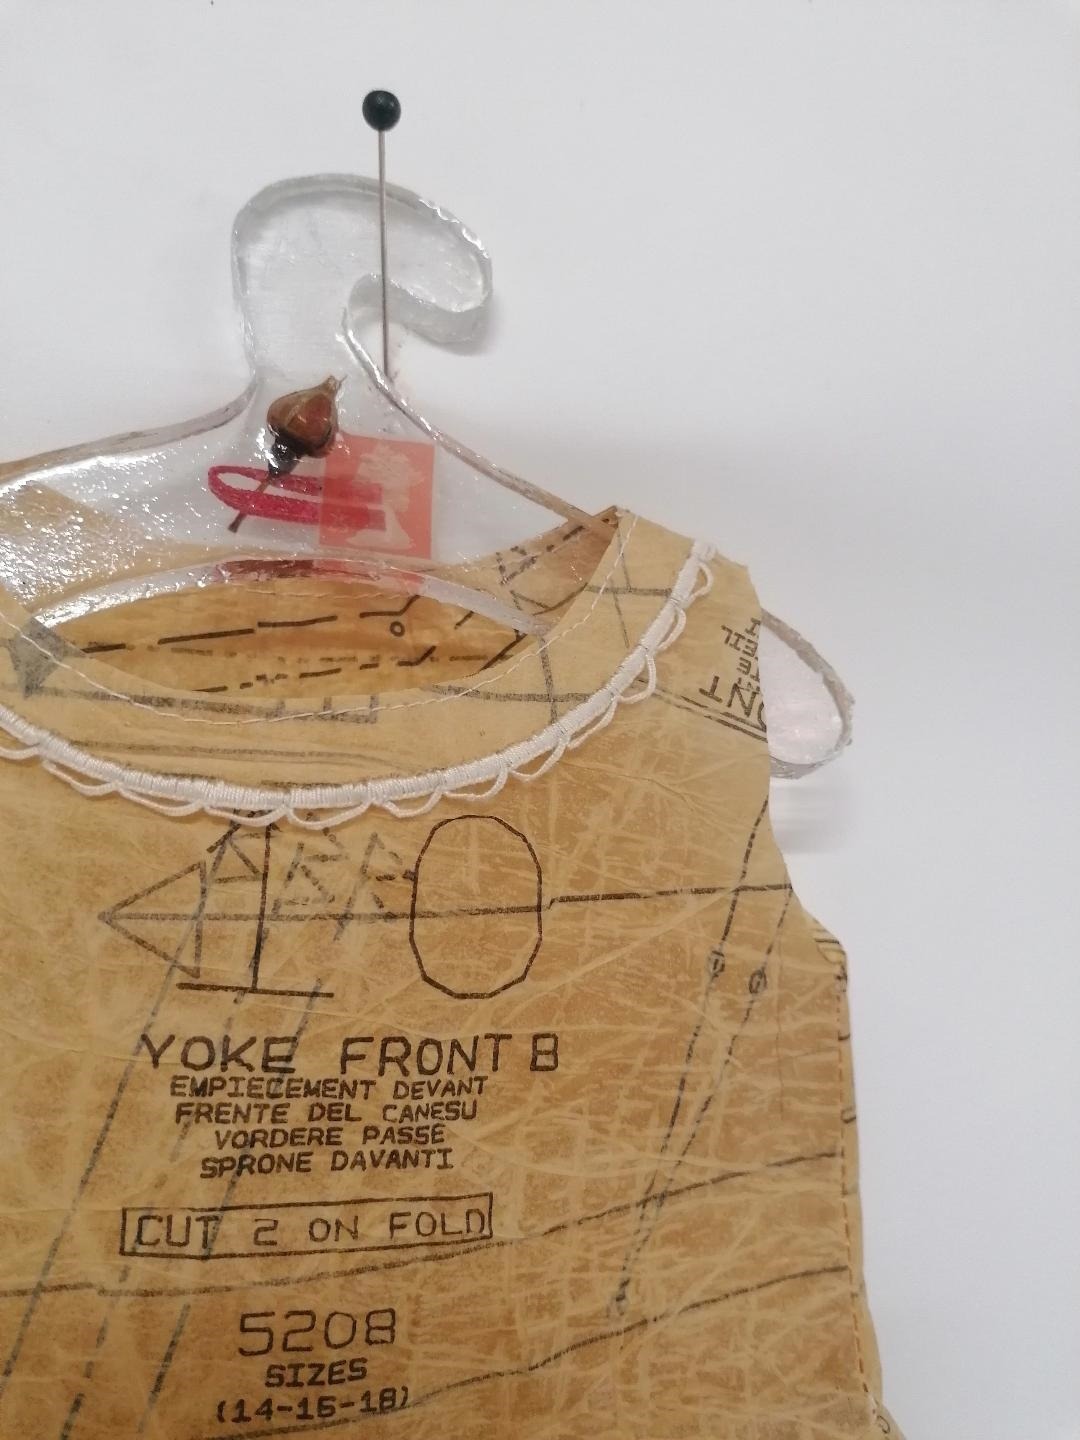 YOKE FRONT B
EMPIECEMENT DEVANT
FRENTE DEL CANESU
VORDERE PASSE
SPRONE DAVANTI
CUT 2 ON FOLD
5208
SIZES
(14-16-18)